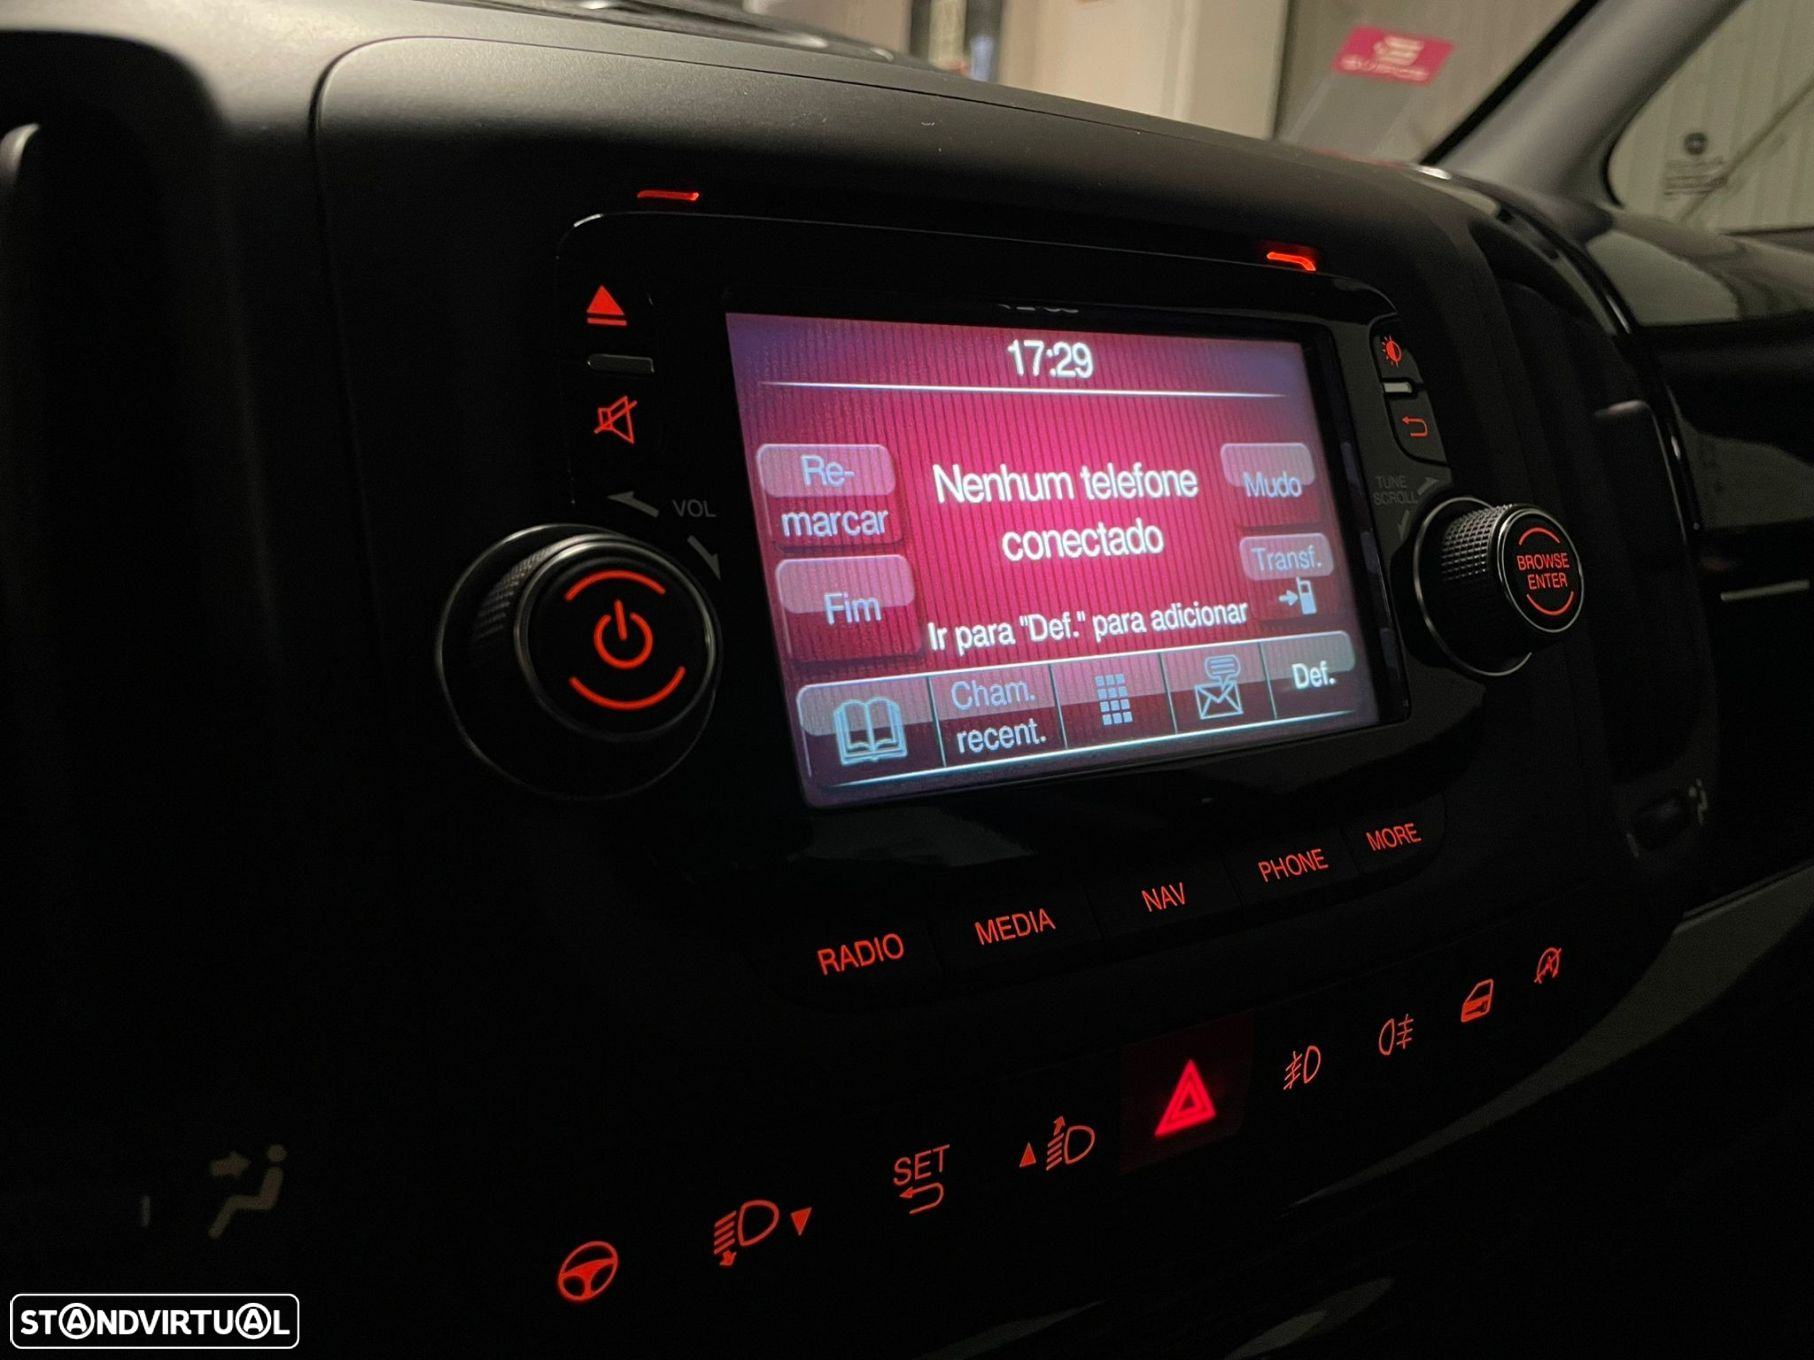 17:29
Re-
marcar
Nenhum telefone
conectado
Mudo
Transf.
Fim
Ir para "Def." para adicionar
Cham.
recent.
Def.
VOL
TUNE
SCROLL
BROWSE
ENTER
RADIO
MEDIA
NAV
PHONE
MORE
SET
STANDVIRTUAL